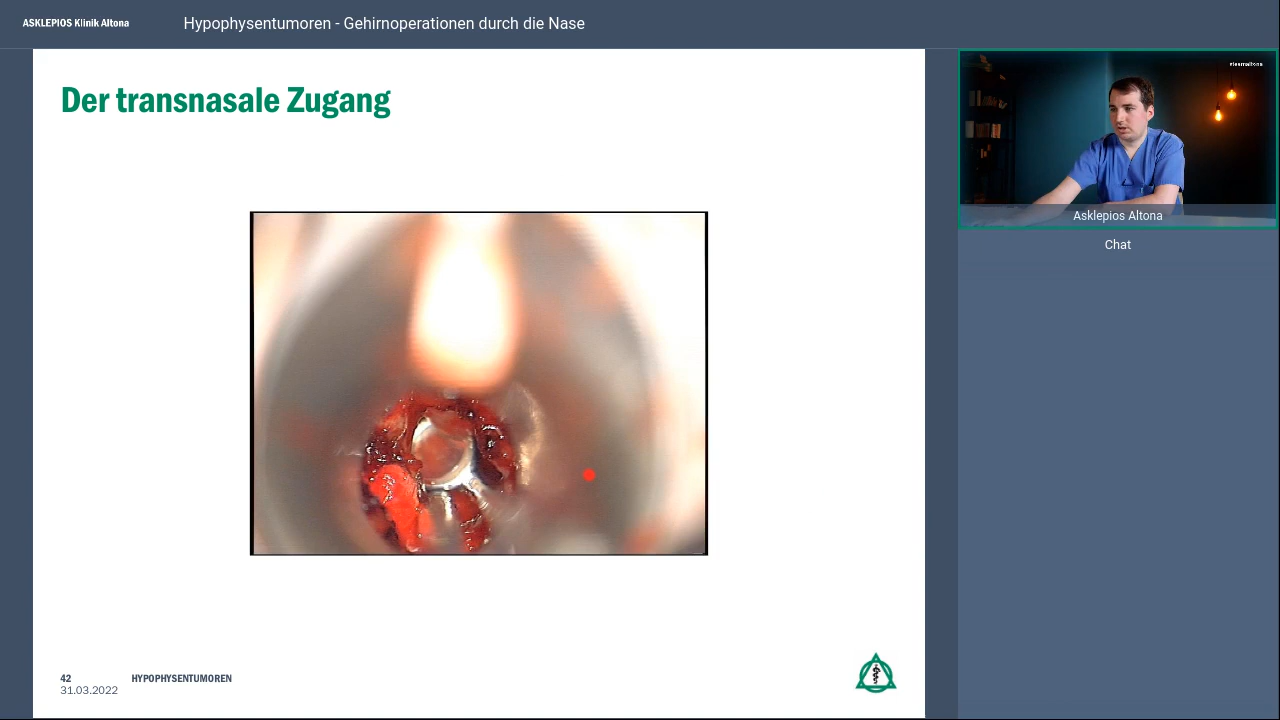 ASKLEPIOS Klinik Altona
Hypophysentumoren - Gehirnoperationen durch die Nase
Der transnasale Zugang
#teamaltona
Asklepios Altona
Chat
42 HYPOPHYSENTUMOREN
31.03.2022